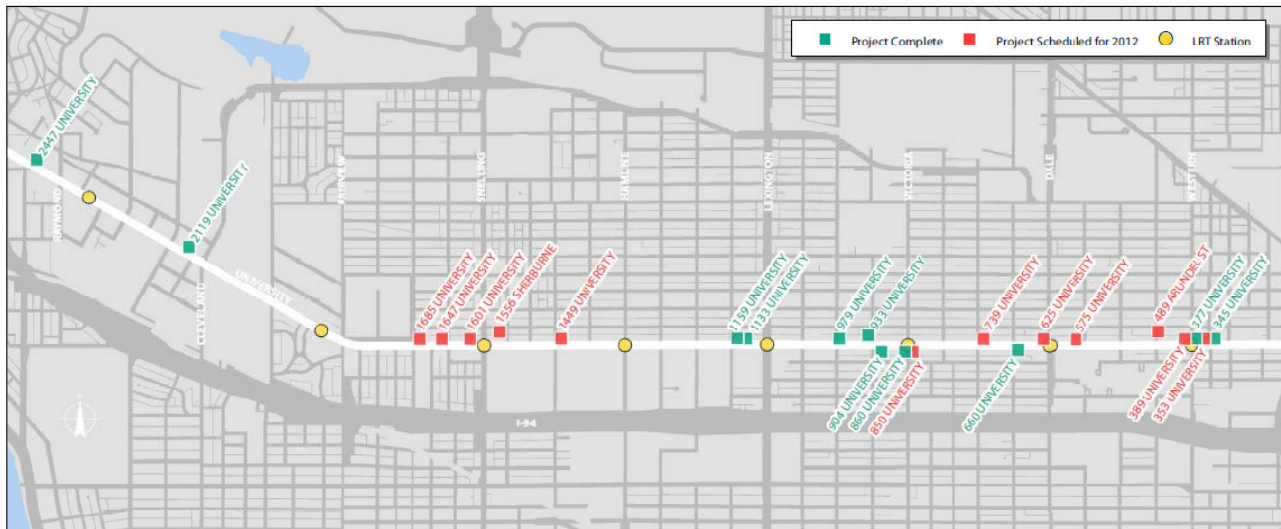 Project Complete
Project Scheduled for 2012
LRT Station
2447 UNIVERSITY
RAYMOND
2119 UNIVERSITY
CLEVELAND
UNIVERSITY
FAIRVIEW
SNELLING
HAMLINE
LEXINGTON
VICTORIA
DALE
WESTERN
1685 UNIVERSITY
1647 UNIVERSITY
1601 UNIVERSITY
1556 SHERBURNE
1449 UNIVERSITY
1159 UNIVERSITY
1133 UNIVERSITY
979 UNIVERSITY
933 UNIVERSITY
739 UNIVERSITY
625 UNIVERSITY
575 UNIVERSITY
489 ARUNDEL ST
377 UNIVERSITY
345 UNIVERSITY
904 UNIVERSITY
860 UNIVERSITY
850 UNIVERSITY
660 UNIVERSITY
389 UNIVERSITY
353 UNIVERSITY
I-94